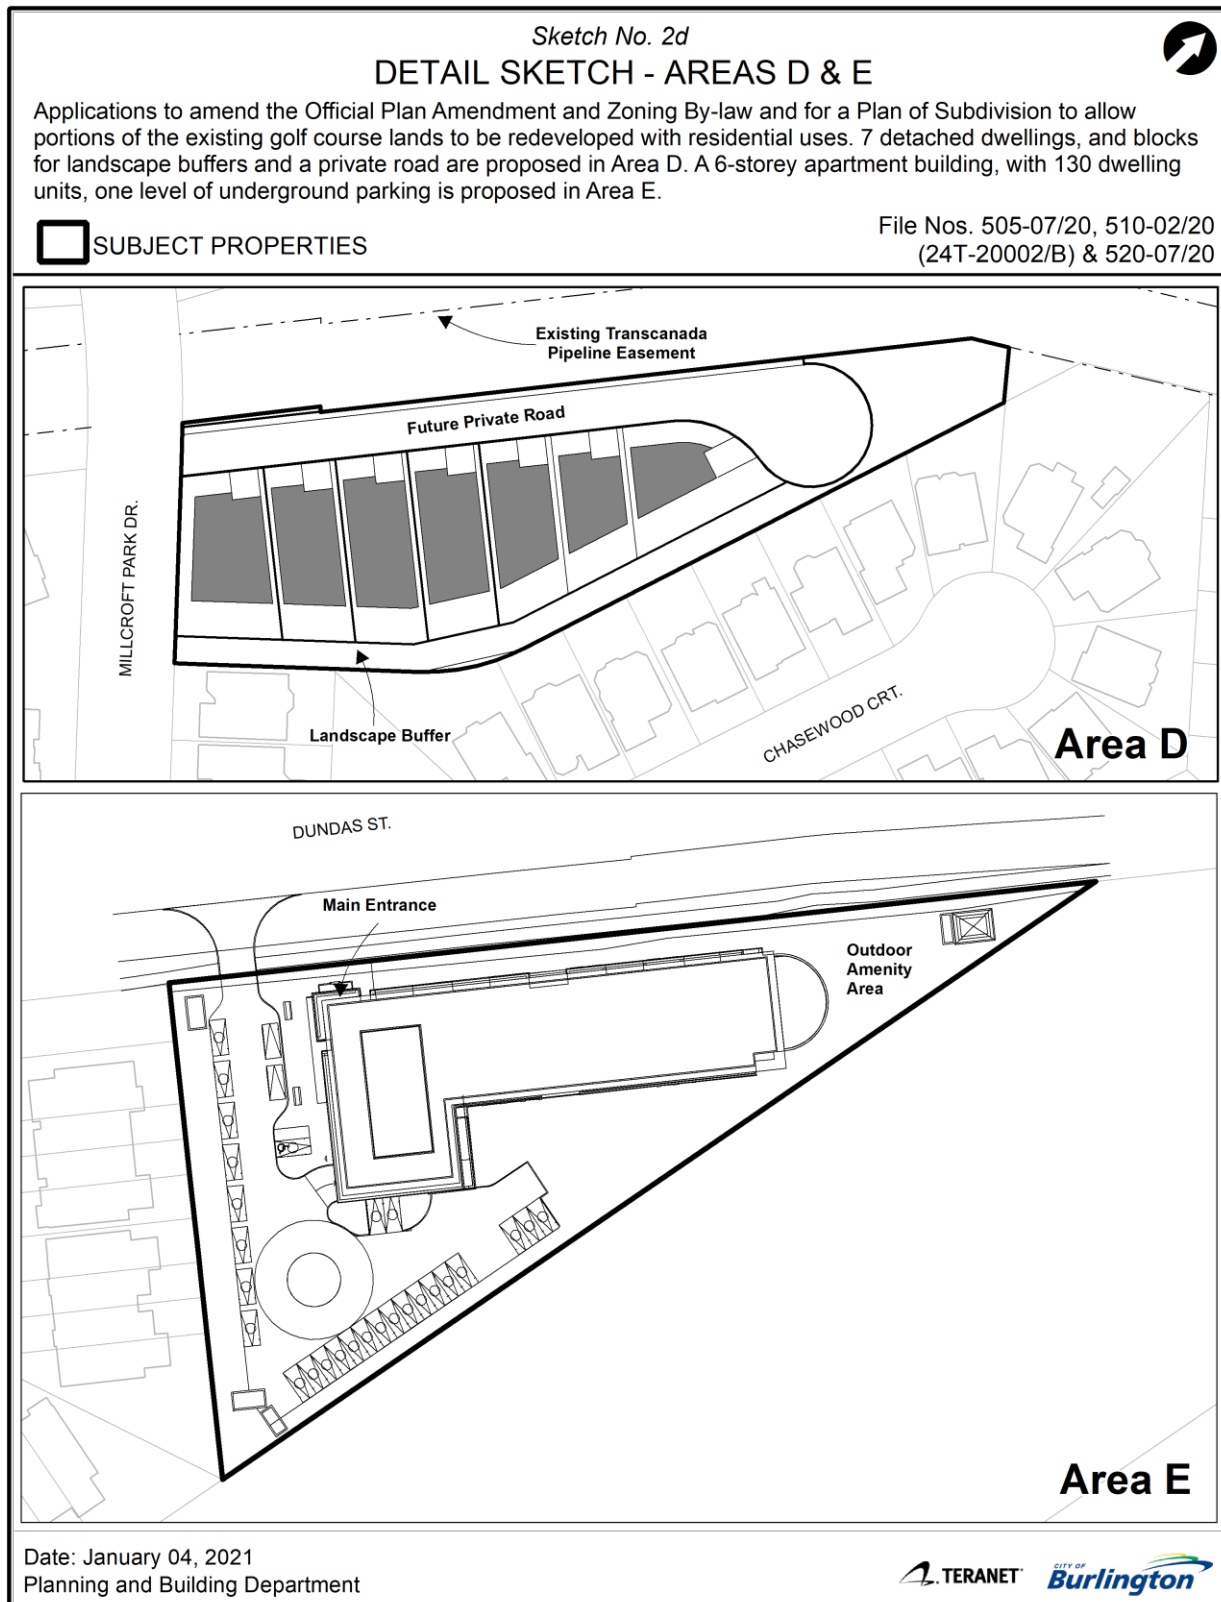 Sketch No. 2d
DETAIL SKETCH - AREAS D & E
Applications to amend the Official Plan Amendment and Zoning By-law and for a Plan of Subdivision to allow
portions of the existing golf course lands to be redeveloped with residential uses. 7 detached dwellings, and blocks
for landscape buffers and a private road are proposed in Area D. A 6-storey apartment building, with 130 dwelling
units, one level of underground parking is proposed in Area E.
SUBJECT PROPERTIES
File Nos. 505-07/20, 510-02/20
(24T-20002/B) & 520-07/20
Existing Transcanada
Pipeline Easement
Future Private Road
MILLCROFT PARK DR.
Landscape Buffer
CHASEWOOD CRT.
Area D
DUNDAS ST.
Main Entrance
Outdoor
Amenity
Area
Area E
Date: January 04, 2021
Planning and Building Department
TERANET
CITY OF
Burlington